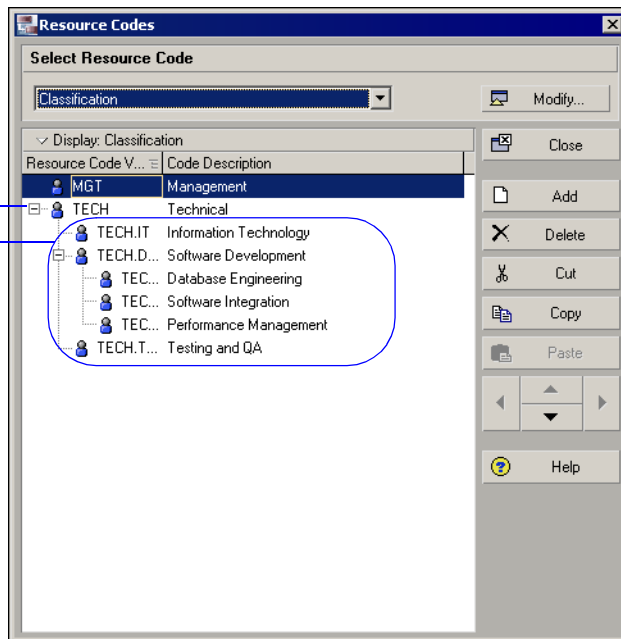 Resource Codes
Select Resource Code
Classification
Modify...
Display: Classification
Close
Resource Code V... Code Description
MGT Management
Add
TECH Technical
TECH.IT Information Technology
Delete
TECH.D... Software Development
TEC... Database Engineering
Cut
TEC... Software Integration
Copy
TEC... Performance Management
TECH.T... Testing and QA
Paste
? Help